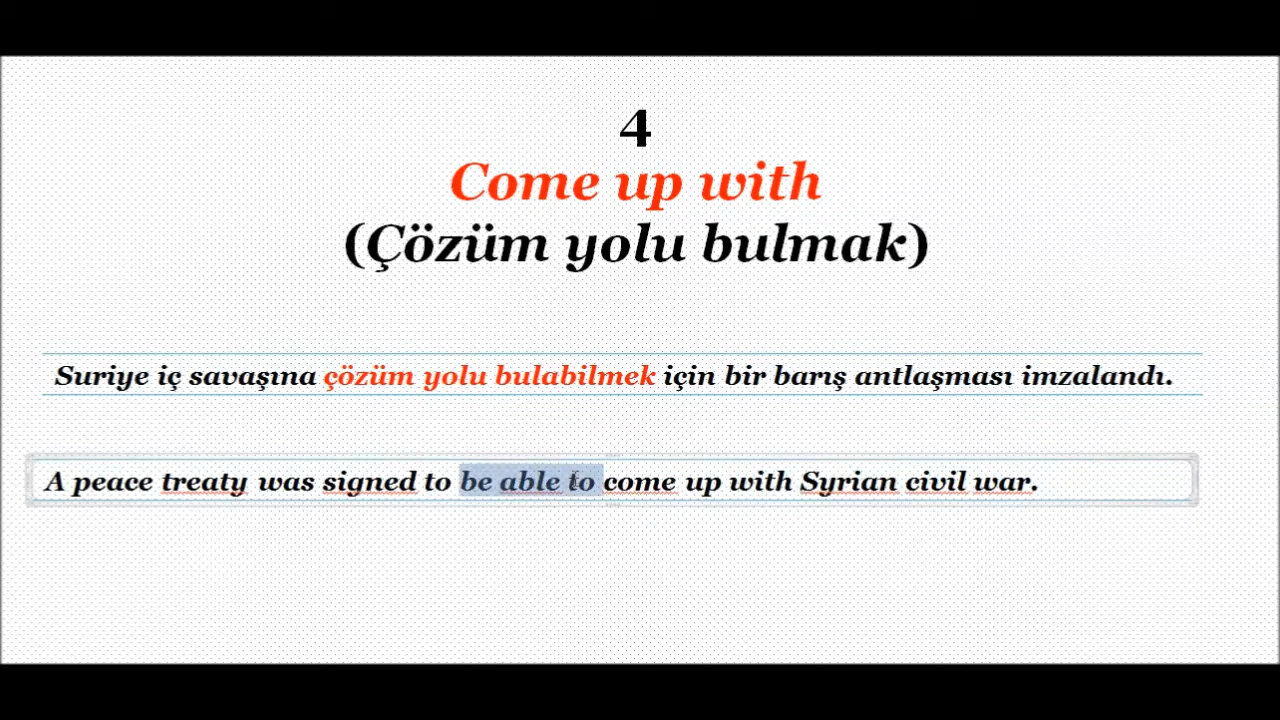 4
Come up with
(Çözüm yolu bulmak)
Suriye iç savaşına çözüm yolu bulabilmek için bir barış antlaşması imzalandı.
A peace treaty was signed to be able to come up with Syrian civil war.